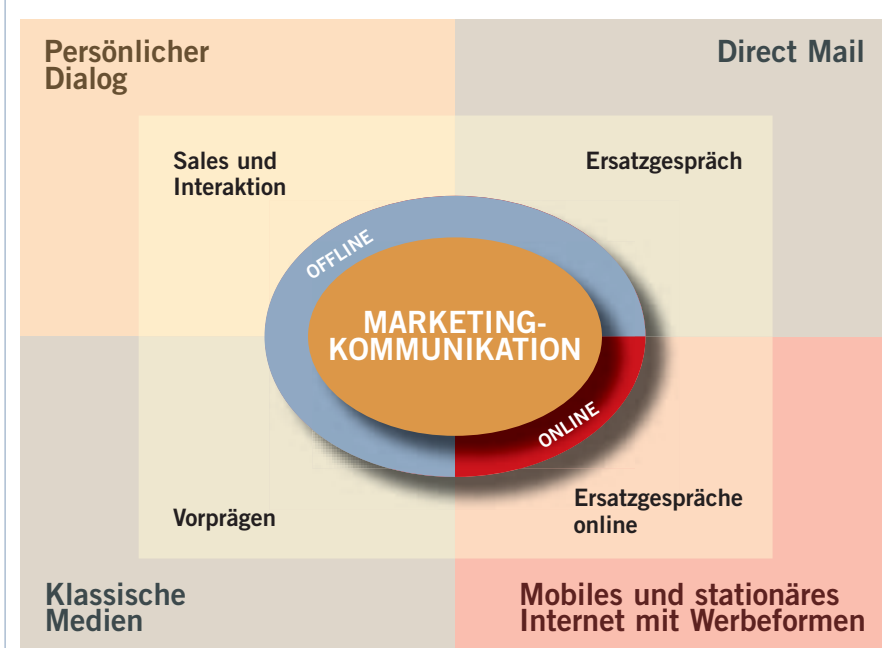 Persönlicher
Dialog
Direct Mail
Sales und
Interaktion
Ersatzgespräch
OFFLINE
MARKETING-
KOMMUNIKATION
ONLINE
Vorprägen
Ersatzgespräche
online
Klassische
Medien
Mobiles und stationäres
Internet mit Werbeformen